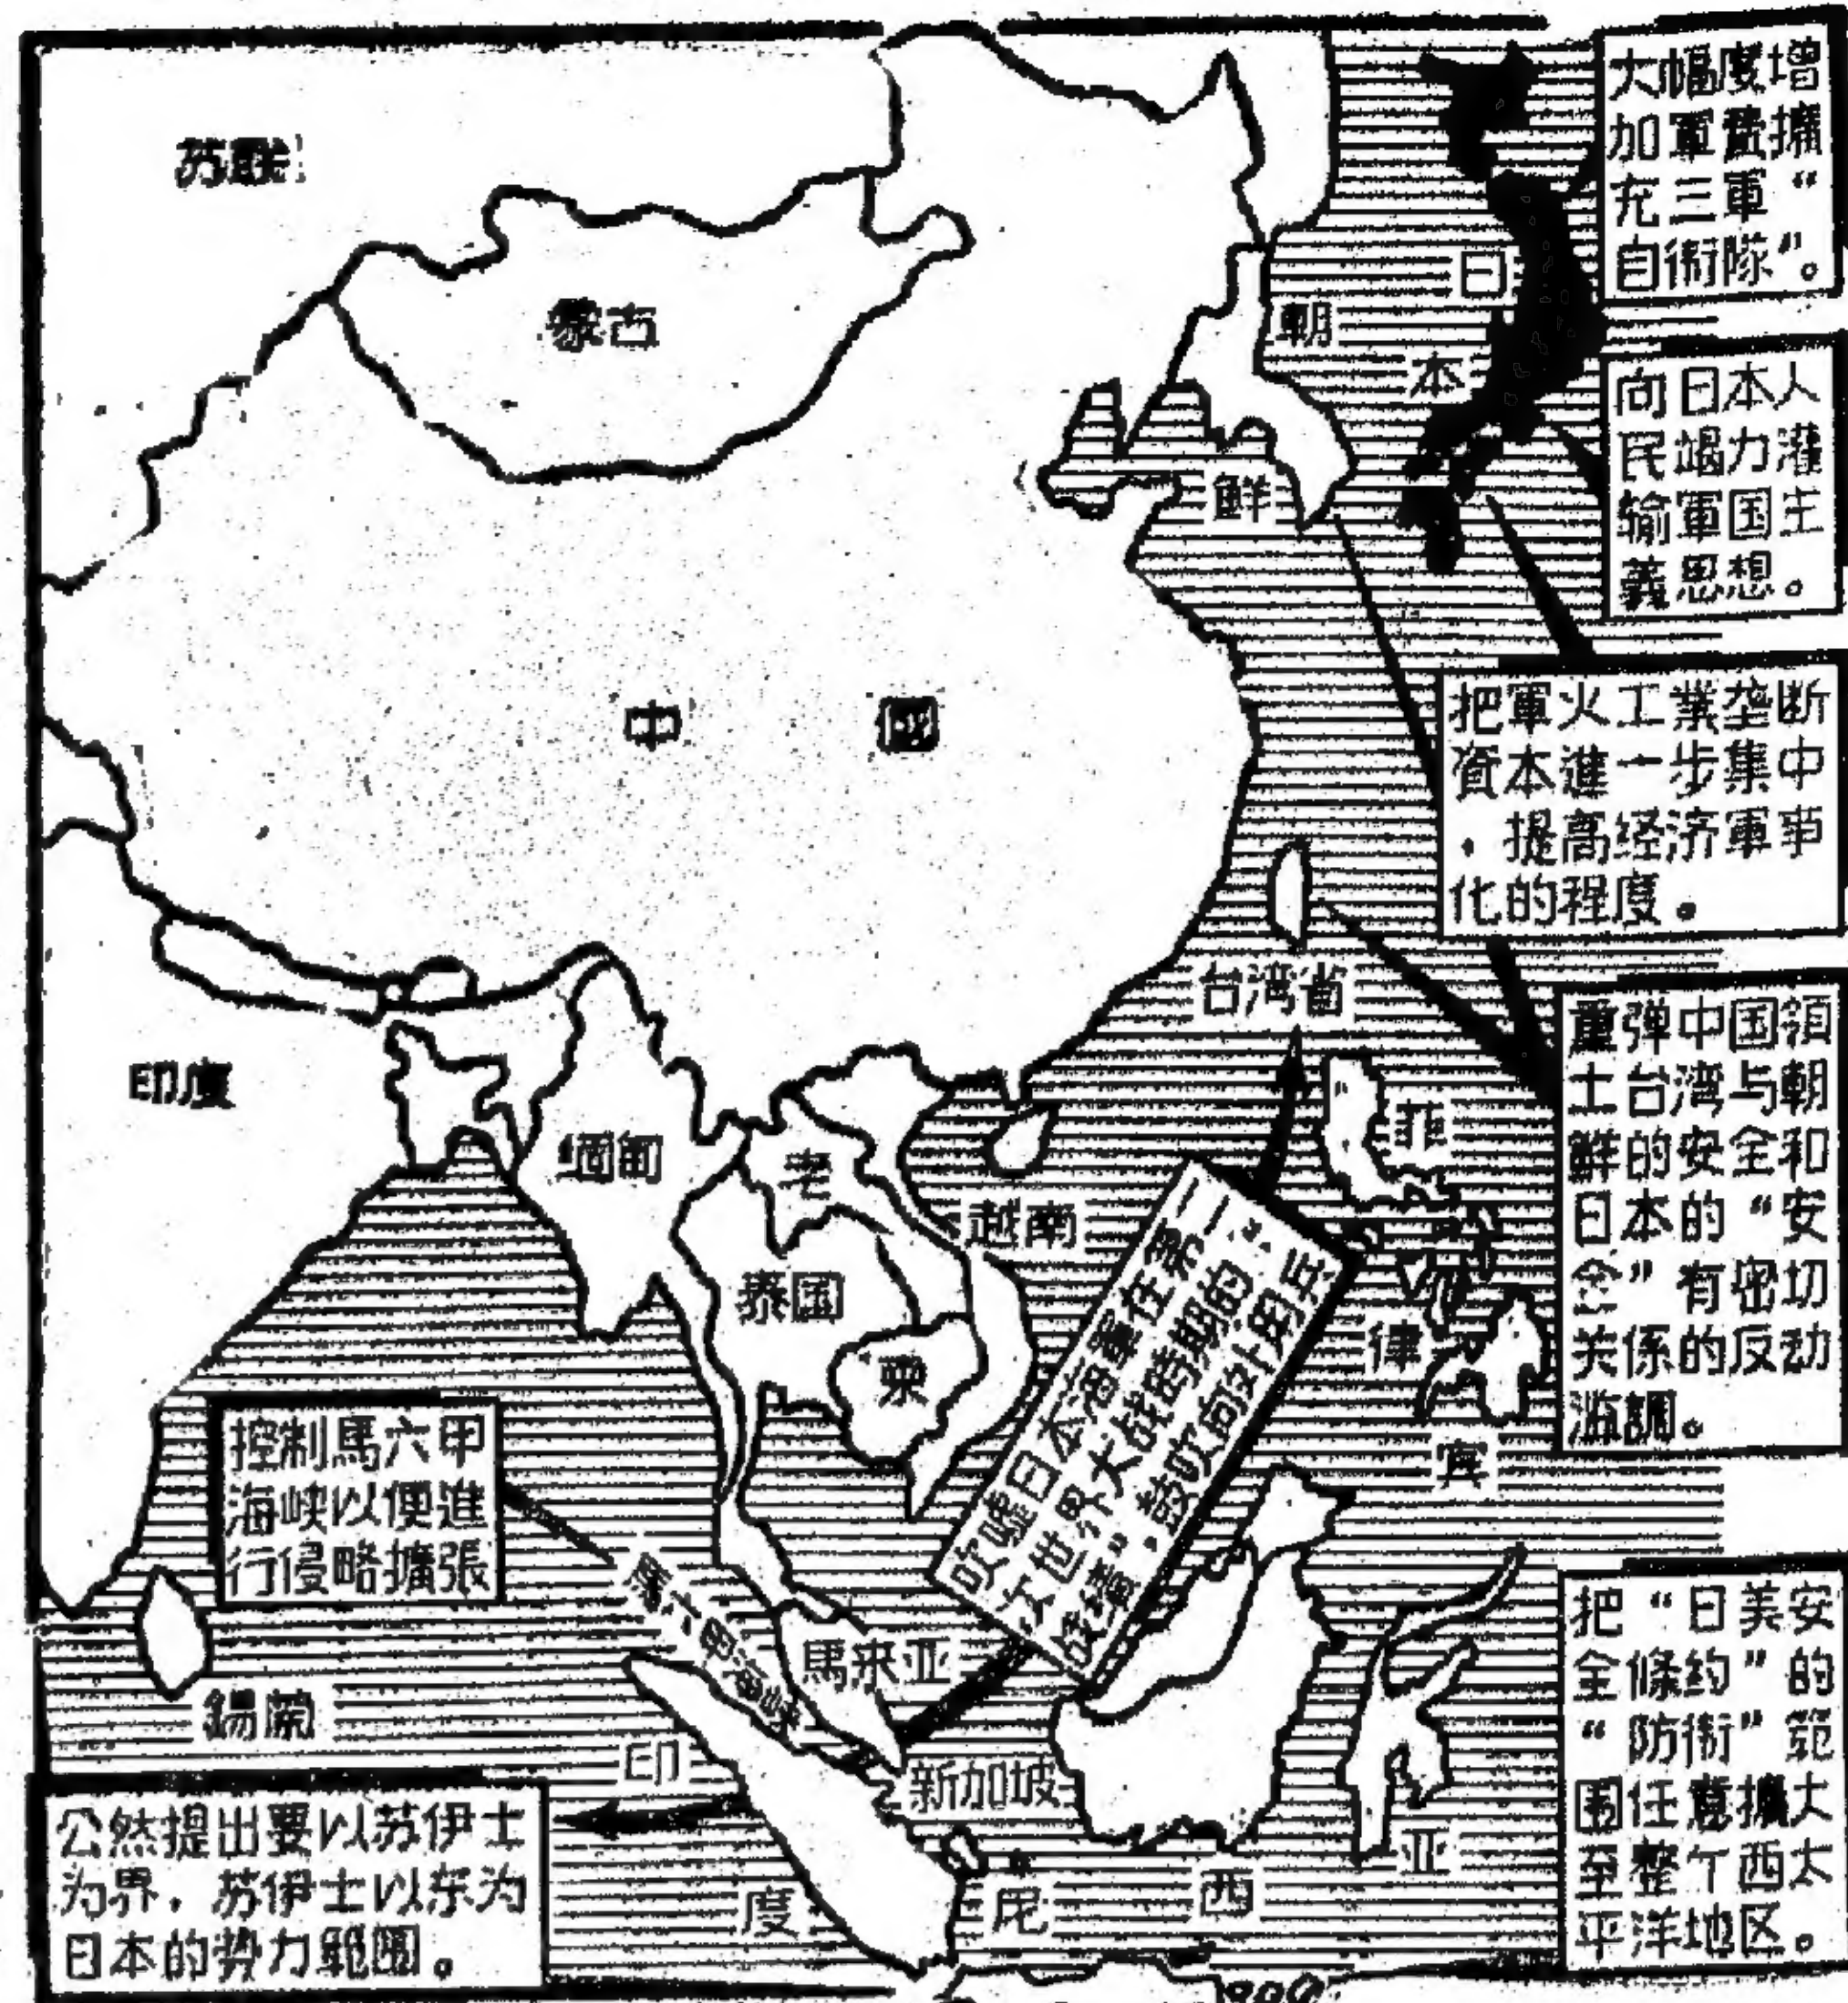 大幅度增
加軍費擴
充三軍“
自衛隊”。
向日本人
民竭力灌
输軍国主
義思想。
把軍火工業垄断
資本進一步集中
，提高经济軍事
化的程度。
重弹中国領
土台湾与朝
鮮的安全和
日本的“安
全”有密切
关係的反动
滥調。
把“日美安
全條约”的
“防衛”範
围任意擴大
至整个西太
平洋地区。
吹嘘日本海軍在第二
次世界大战時期的“
战績”，鼓吹向外用兵
控制馬六甲
海峡以便進
行侵略擴張
公然提出要以苏伊士
为界，苏伊士以东为
日本的势力範圍。
苏联
蒙古
中國
朝鮮
日本
台湾省
印度
缅甸
老
越南
泰国
柬
菲律宾
馬六甲海峡
馬来亚
新加坡
錫蘭
印度尼西亚